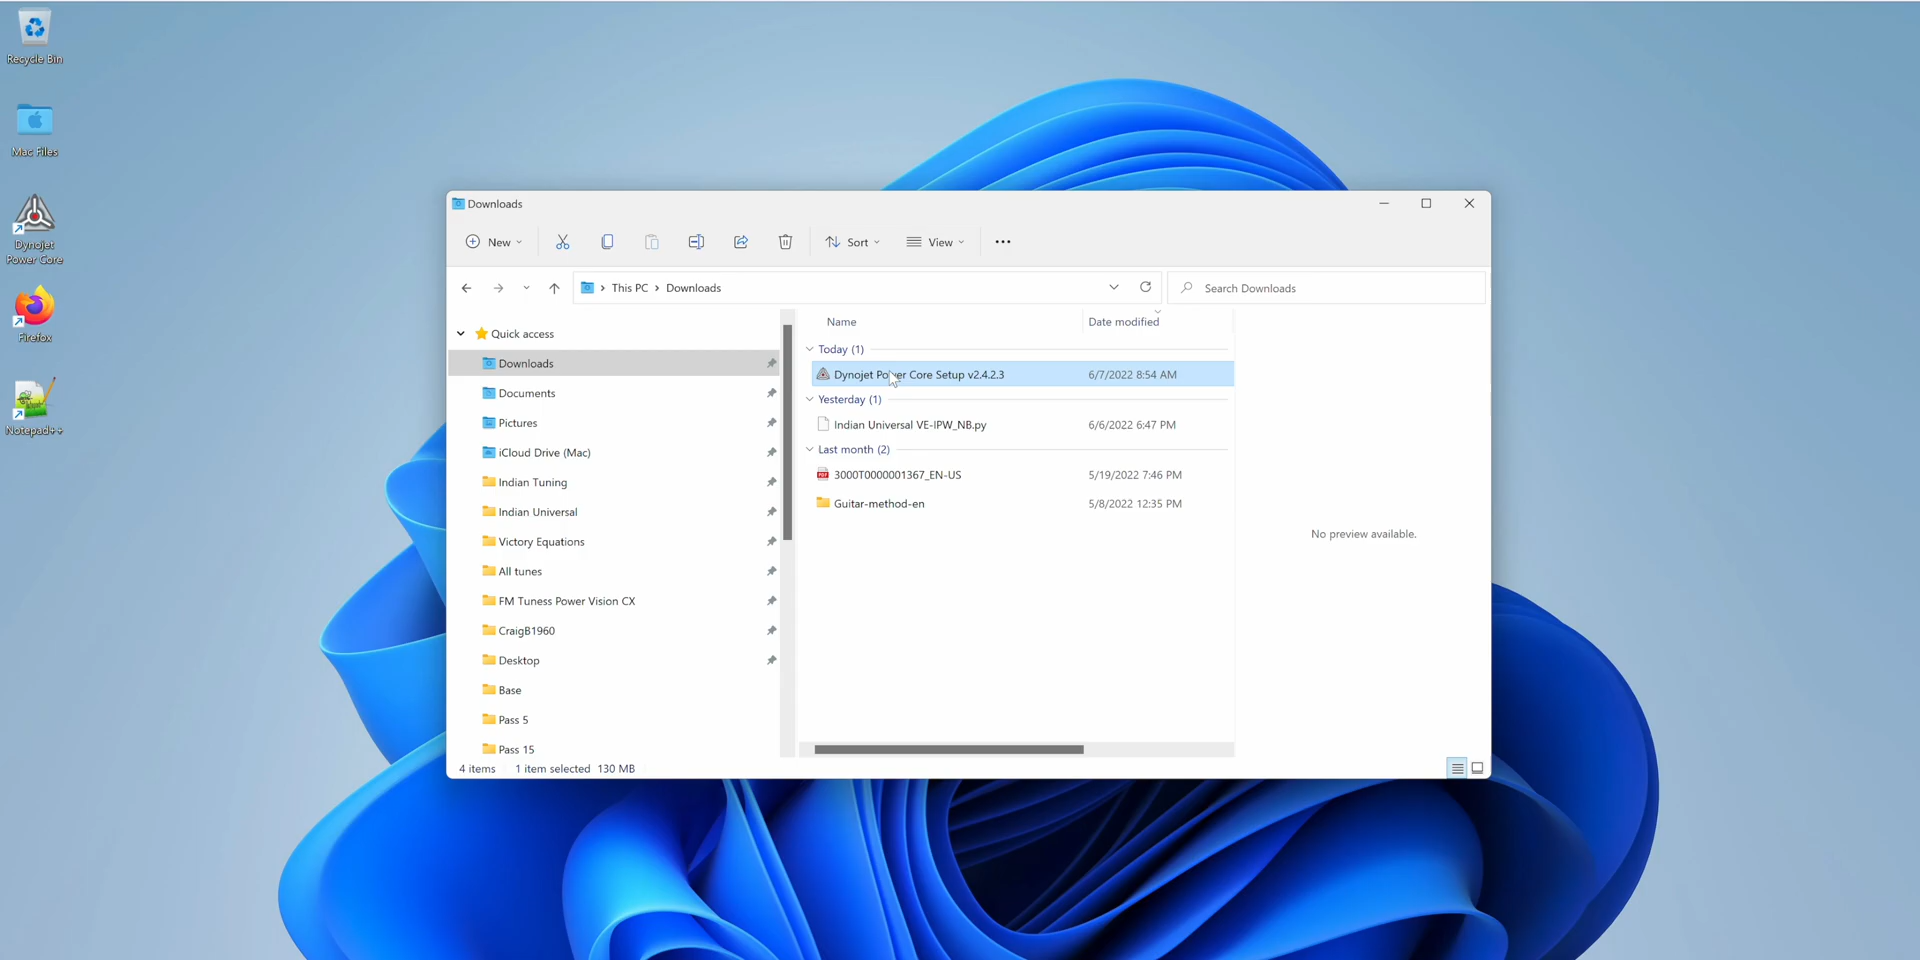 Recycle Bin
Mac Files
Dynojet
Power Core
Firefox
Notepad++
Downloads
New
Sort
View
This PC > Downloads
Search Downloads
Quick access
Downloads
Documents
Pictures
iCloud Drive (Mac)
Indian Tuning
Indian Universal
Victory Equations
All tunes
FM Tuness Power Vision CX
CraigB1960
Desktop
Base
Pass 5
Pass 15
Name Date modified
Today (1)
Dynojet Power Core Setup v2.4.2.3 6/7/2022 8:54 AM
Yesterday (1)
Indian Universal VE-IPW_NB.py 6/6/2022 6:47 PM
Last month (2)
3000T0000001367_EN-US 5/19/2022 7:46 PM
Guitar-method-en 5/8/2022 12:35 PM
No preview available.
4 items 1 item selected 130 MB